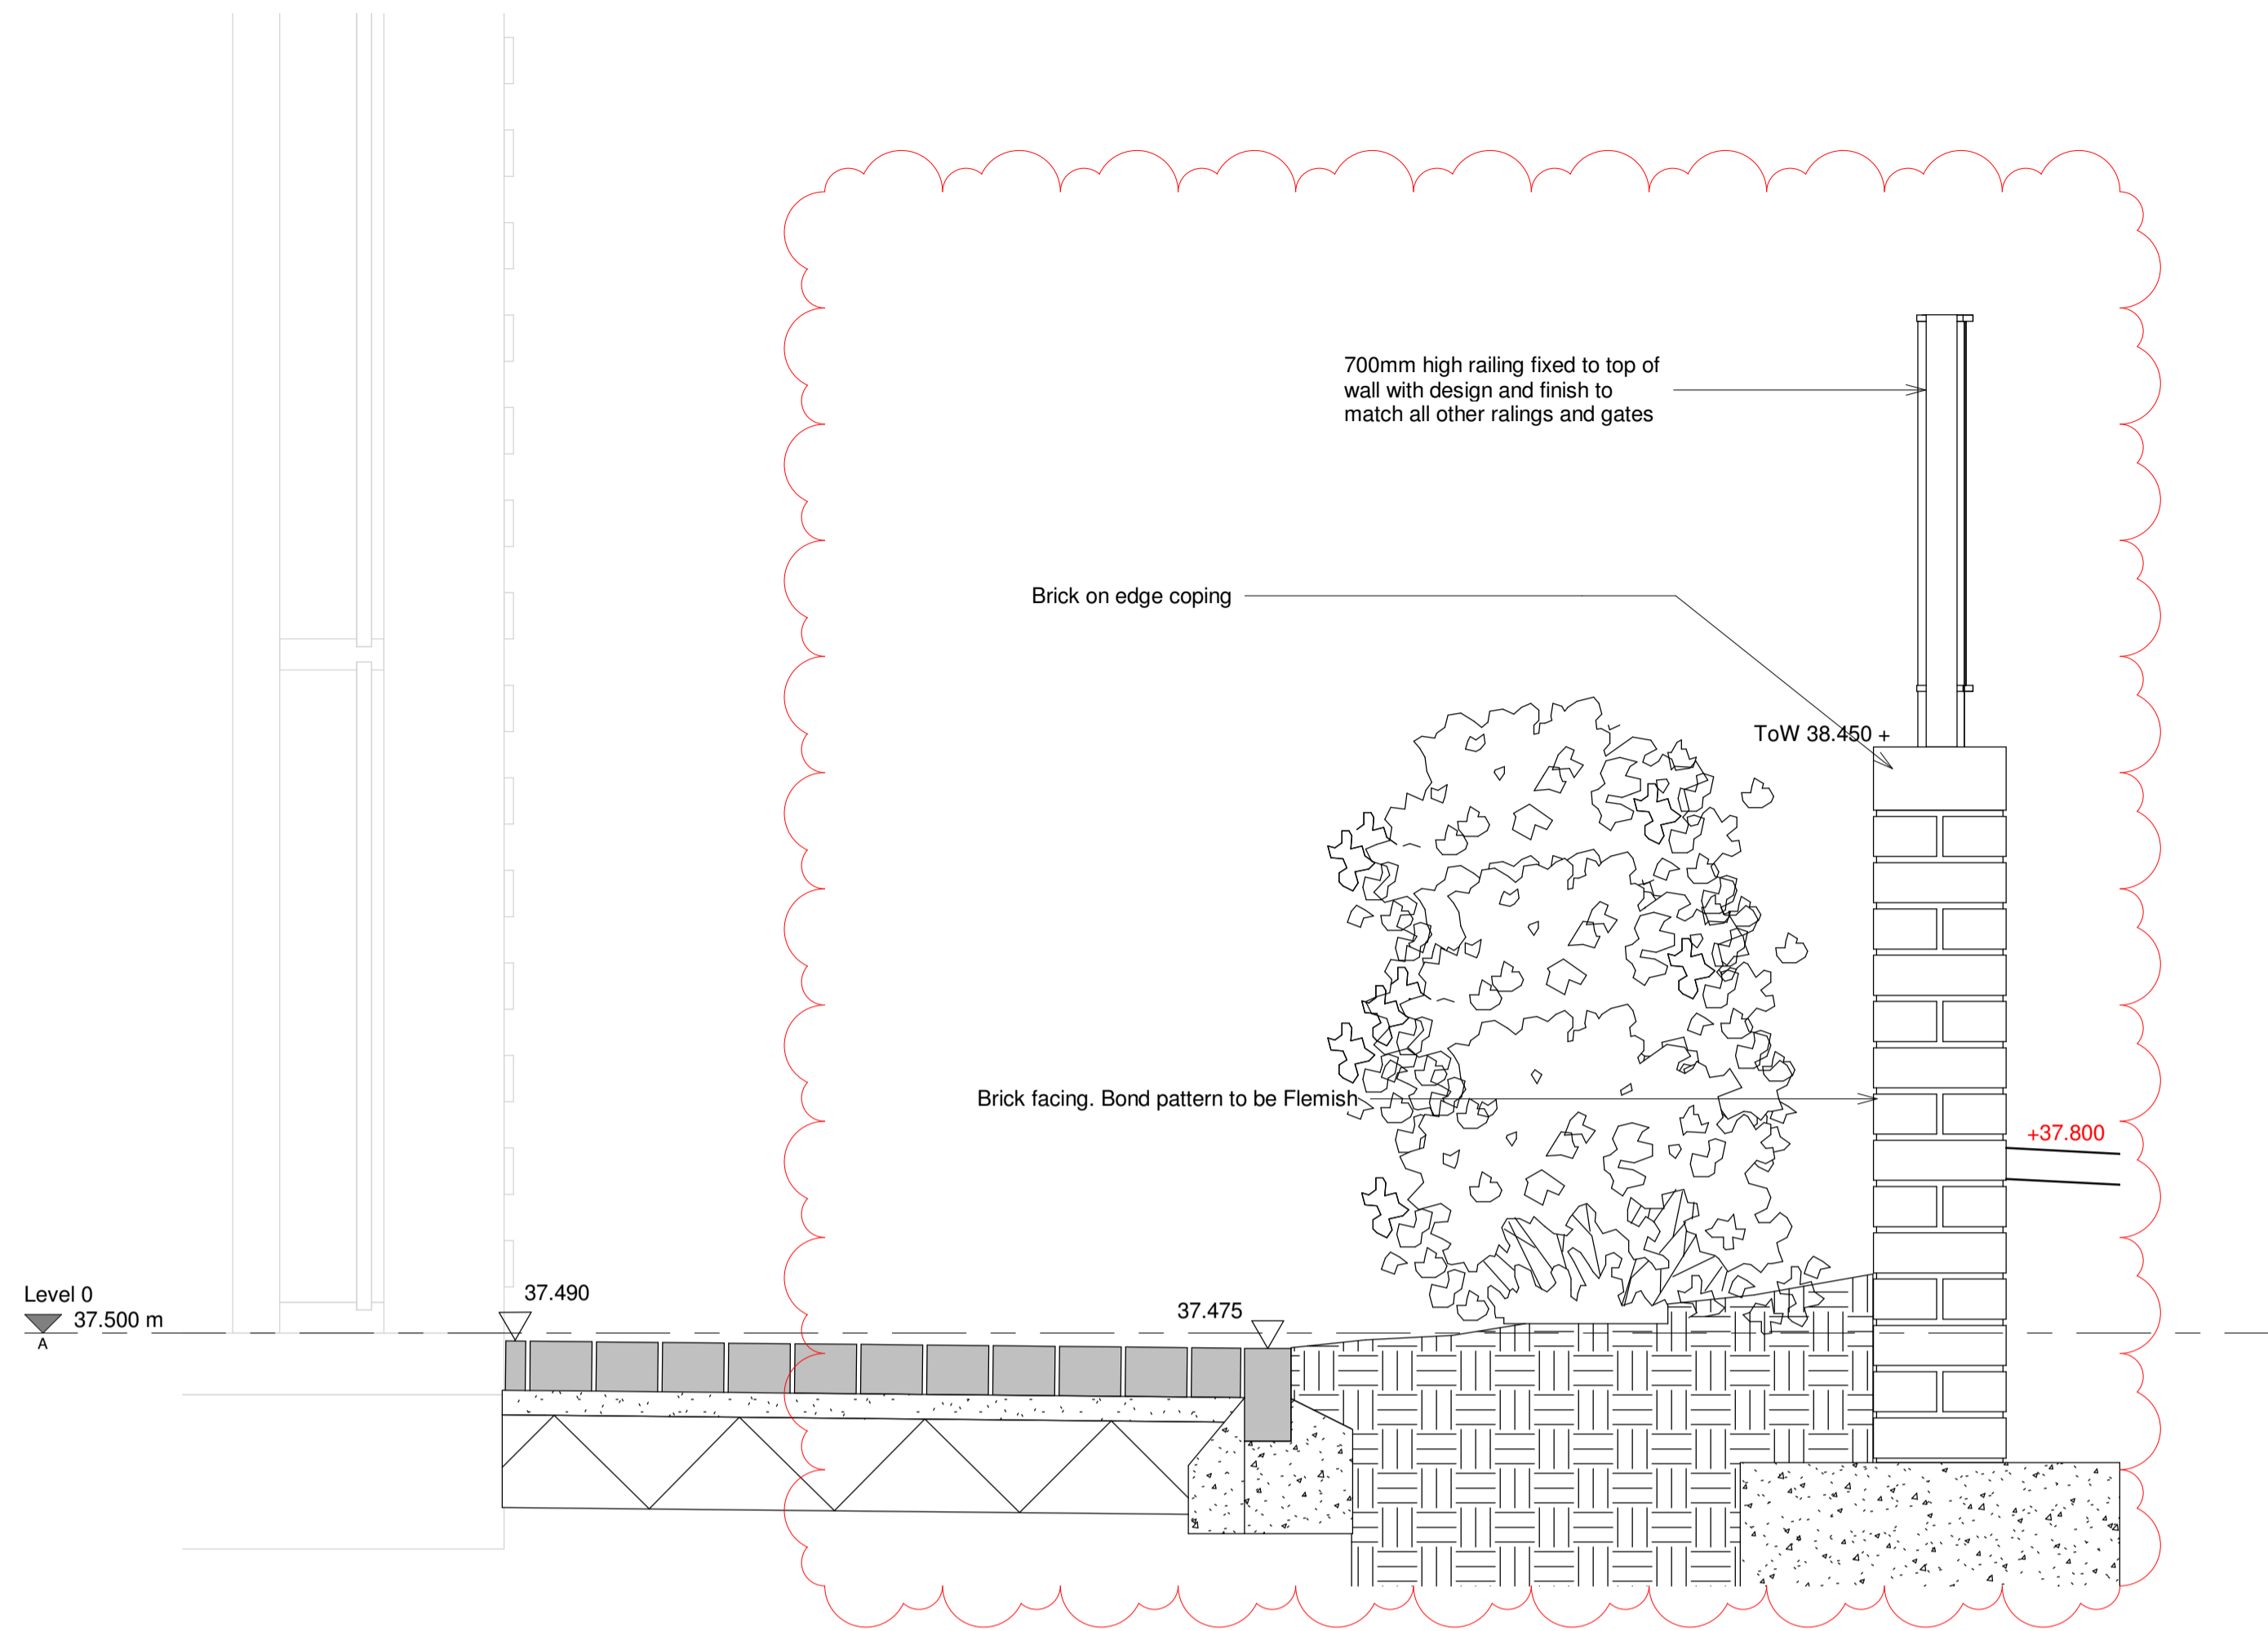 700mm high railing fixed to top of
wall with design and finish to
match all other ralings and gates
Brick on edge coping
ToW 38.450 +
Brick facing. Bond pattern to be Flemish
+37.800
Level 0
37.500 m
A
37.490
37.475